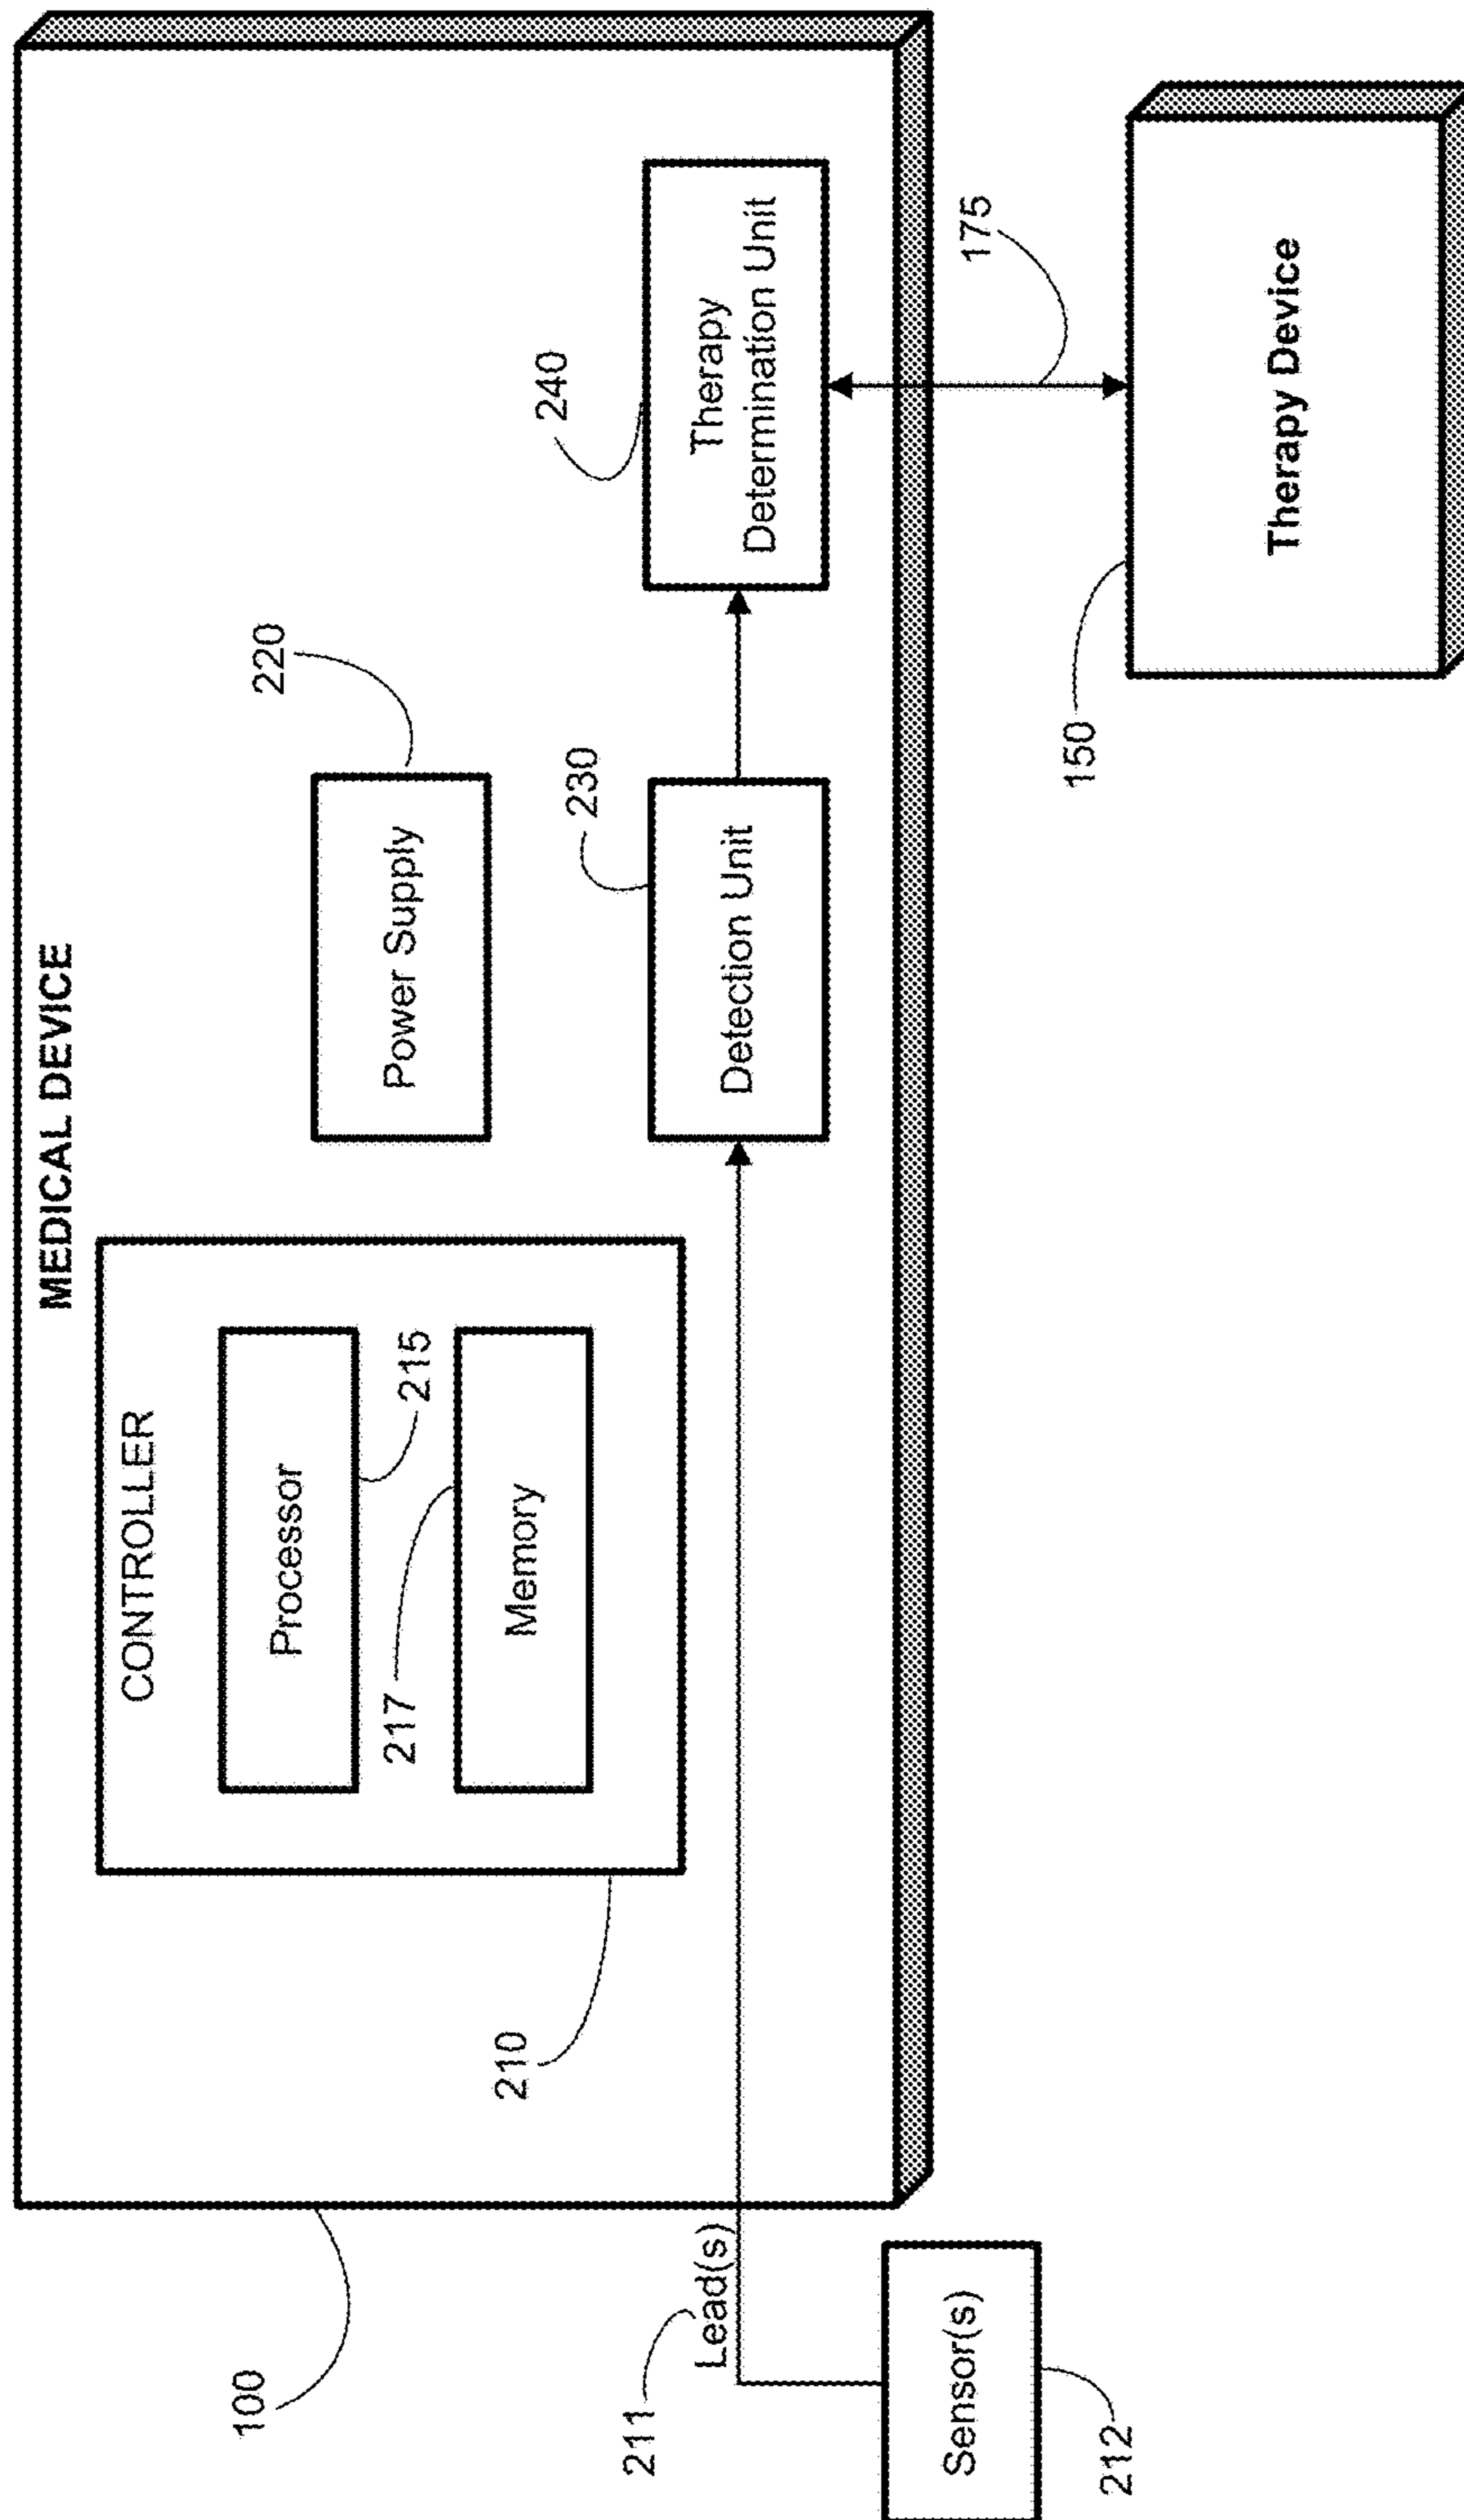 MEDICAL DEVICE
100
CONTROLLER
210
Processor
215
217
Memory
Power Supply
220
230
Detection Unit
240
Therapy
Determination Unit
211
Lead(s)
Sensor(s)
212
175
150
Therapy Device